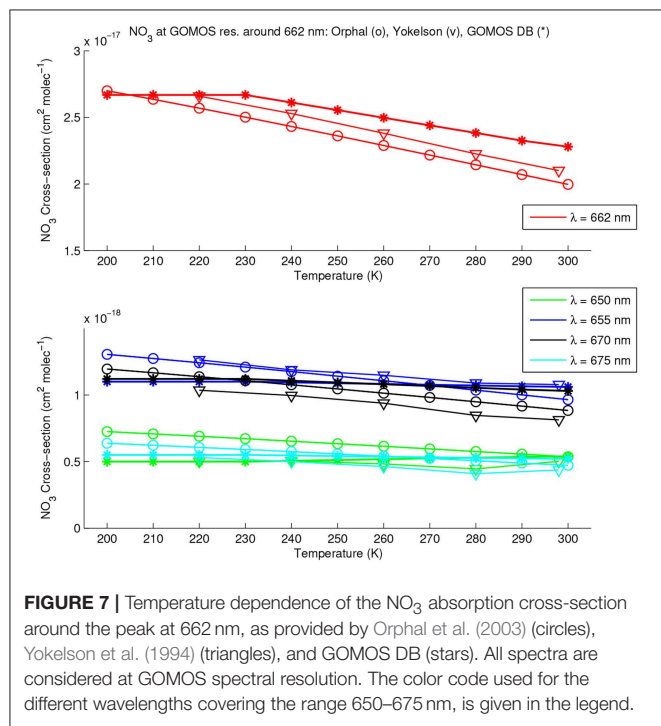 NO3 at GOMOS res. around 662 nm: Orphal (o), Yokelson (v), GOMOS DB (*)
x 10−17
3
2.5
2
1.5
NO3 Cross−section (cm2 molec−1)
200 210 220 230 240 250 260 270 280 290 300
Temperature (K)
λ = 662 nm
x 10−18
1
0.5
0
NO3 Cross−section (cm2 molec−1)
200 210 220 230 240 250 260 270 280 290 300
Temperature (K)
λ = 650 nm
λ = 655 nm
λ = 670 nm
λ = 675 nm
FIGURE 7 | Temperature dependence of the NO3 absorption cross-section
around the peak at 662 nm, as provided by Orphal et al. (2003) (circles),
Yokelson et al. (1994) (triangles), and GOMOS DB (stars). All spectra are
considered at GOMOS spectral resolution. The color code used for the
different wavelengths covering the range 650–675 nm, is given in the legend.